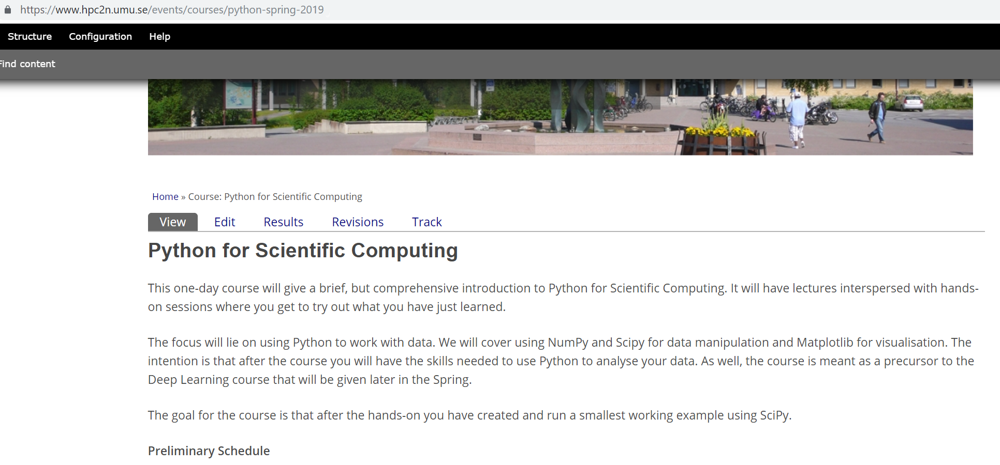 https://www.hpc2n.umu.se/events/courses/python-spring-2019
Structure Configuration Help
Find content
Home » Course: Python for Scientific Computing
View Edit Results Revisions Track
Python for Scientific Computing
This one-day course will give a brief, but comprehensive introduction to Python for Scientific Computing. It will have lectures interspersed with hands-
on sessions where you get to try out what you have just learned.
The focus will lie on using Python to work with data. We will cover using NumPy and Scipy for data manipulation and Matplotlib for visualisation. The
intention is that after the course you will have the skills needed to use Python to analyse your data. As well, the course is meant as a precursor to the
Deep Learning course that will be given later in the Spring.
The goal for the course is that after the hands-on you have created and run a smallest working example using SciPy.
Preliminary Schedule